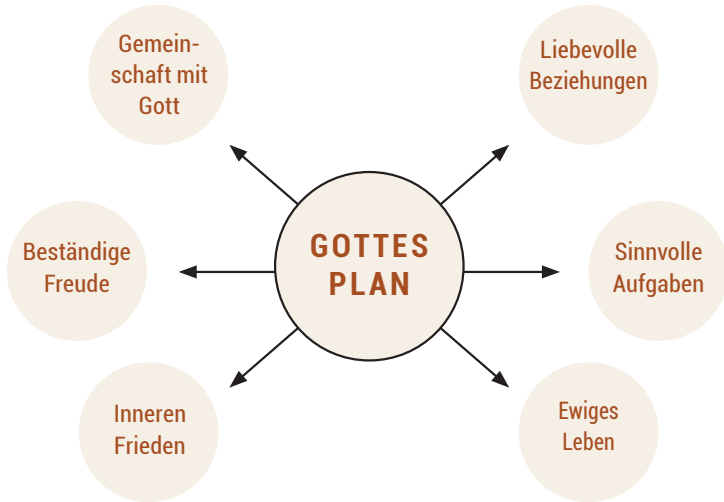 Gemein-
schaft mit
Gott
Liebevolle
Beziehungen
GOTTES
PLAN
Beständige
Freude
Sinnvolle
Aufgaben
Inneren
Frieden
Ewiges
Leben